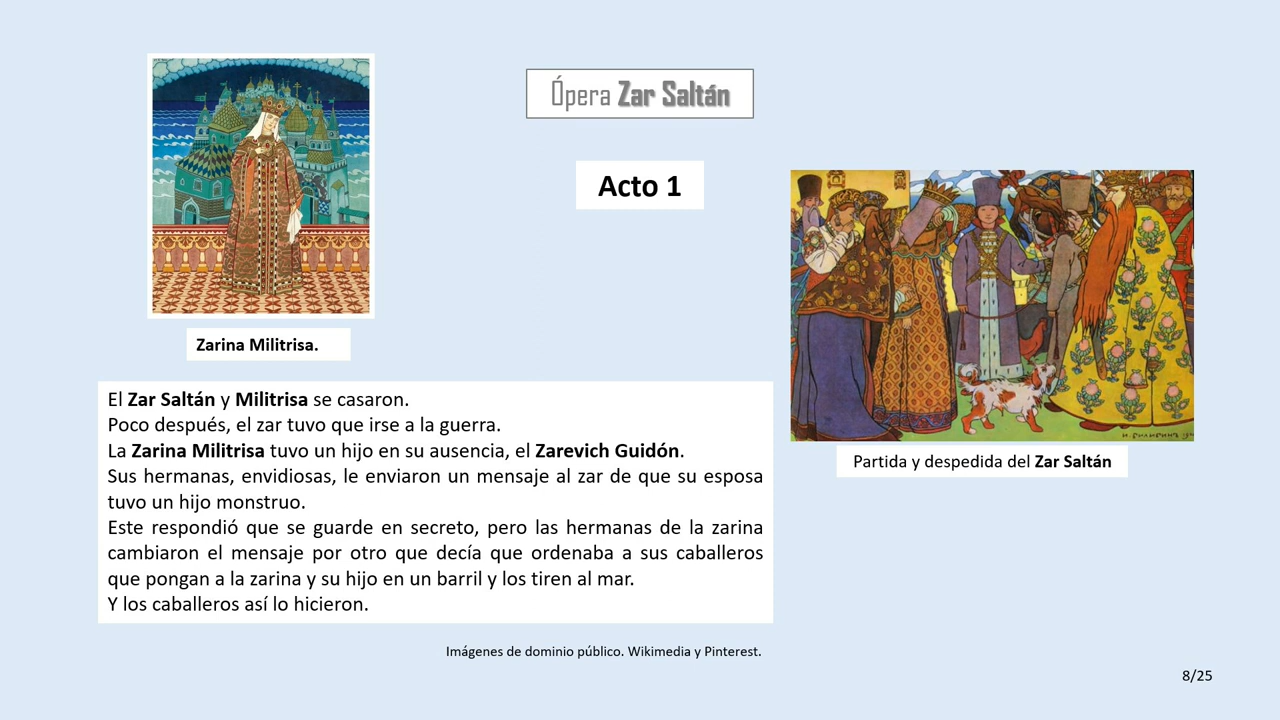 Ópera Zar Saltán
Acto 1
Zarina Militrisa.
El Zar Saltán y Militrisa se casaron.
Poco después, el zar tuvo que irse a la guerra.
La Zarina Militrisa tuvo un hijo en su ausencia, el Zarevich Guidón.
Sus hermanas, envidiosas, le enviaron un mensaje al zar de que su esposa
tuvo un hijo monstruo.
Este respondió que se guarde en secreto, pero las hermanas de la zarina
cambiaron el mensaje por otro que decía que ordenaba a sus caballeros
que pongan a la zarina y su hijo en un barril y los tiren al mar.
Y los caballeros así lo hicieron.
Partida y despedida del Zar Saltán
Imágenes de dominio público. Wikimedia y Pinterest.
8/25